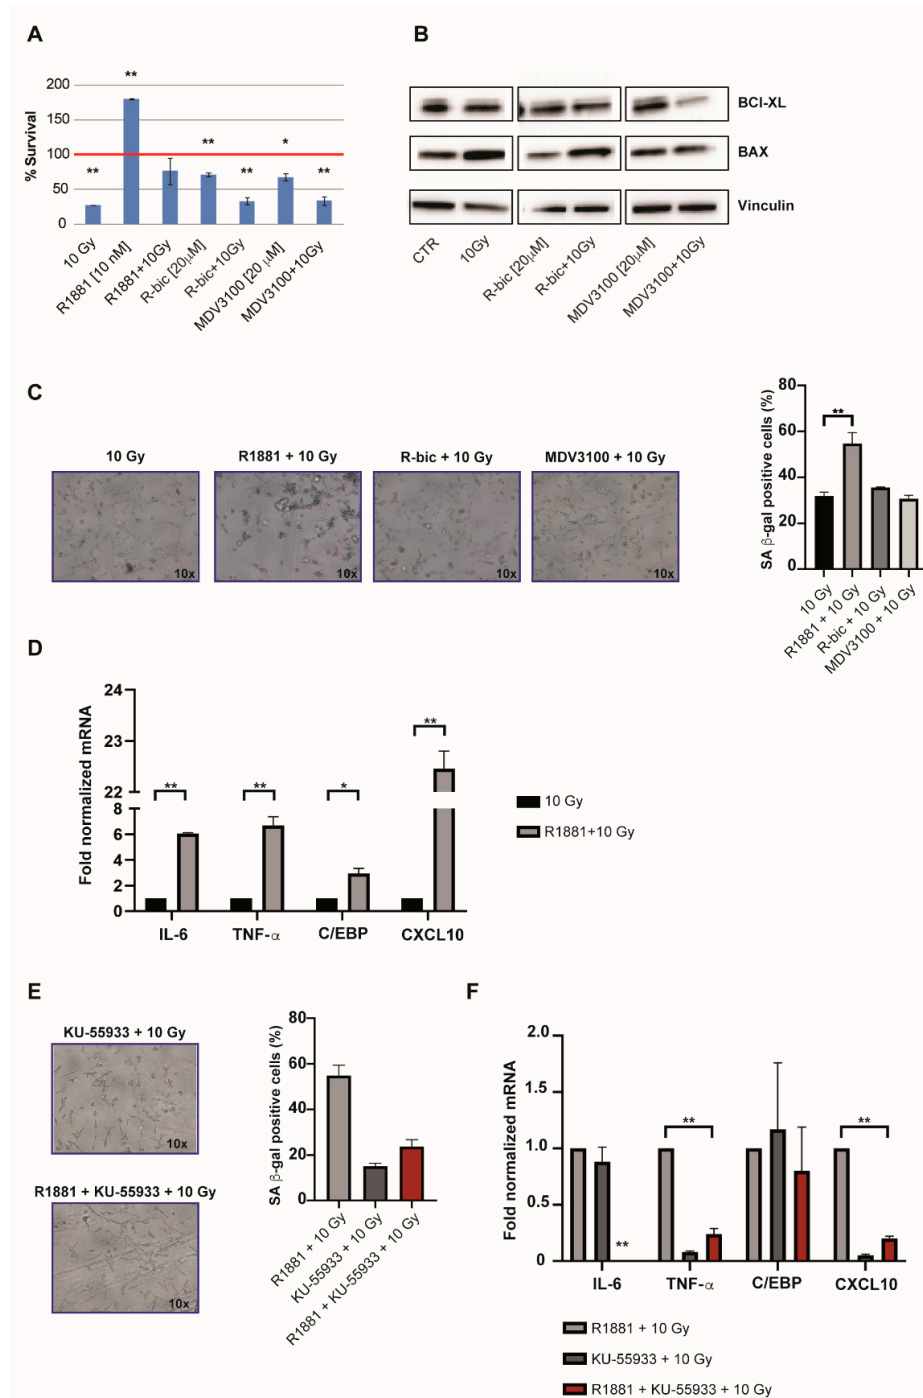 A
% Survival
200
150
100
50
0
**
**
**
**
*
**
10 Gy
R1881 [10 nM]
R1881+10Gy
R-bic [20μM]
R-bic+10Gy
MDV3100 [20 μM]
MDV3100+10Gy
B
BCl-XL
BAX
Vinculin
CTR
10Gy
R-bic [20μM]
R-bic+10Gy
MDV3100 [20μM]
MDV3100+10Gy
C
10 Gy
R1881 + 10 Gy
R-bic + 10 Gy
MDV3100 + 10 Gy
10x
10x
10x
10x
SA β-gal positive cells (%)
80
60
40
20
0
**
10 Gy
R1881 + 10 Gy
R-bic + 10 Gy
MDV3100 + 10 Gy
D
Fold normalized mRNA
24
23
22
8
6
4
2
0
**
**
*
**
IL-6
TNF-α
C/EBP
CXCL10
10 Gy
R1881+10 Gy
E
KU-55933 + 10 Gy
10x
R1881 + KU-55933 + 10 Gy
10x
SA β-gal positive cells (%)
80
60
40
20
0
R1881 + 10 Gy
KU-55933 + 10 Gy
R1881 + KU-55933 + 10 Gy
F
Fold normalized mRNA
2.0
1.5
1.0
0.5
0
**
**
**
IL-6
TNF-α
C/EBP
CXCL10
R1881 + 10 Gy
KU-55933 + 10 Gy
R1881 + KU-55933 + 10 Gy